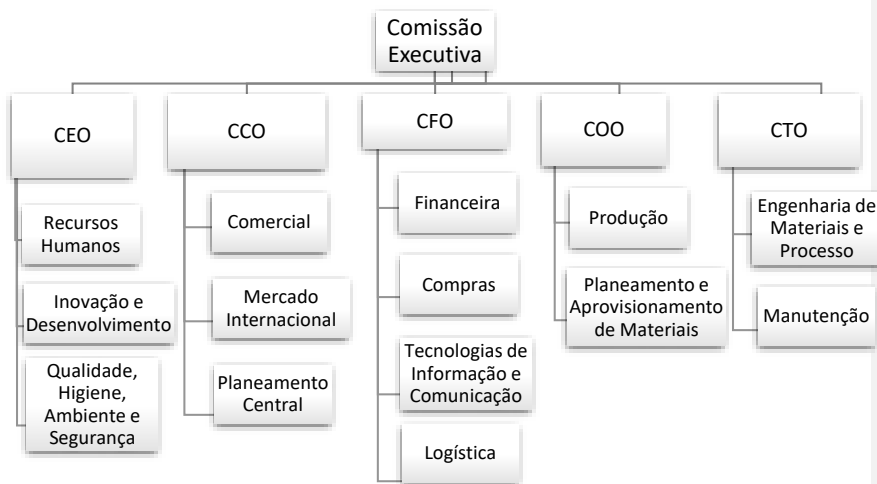 Comissão
Executiva
CEO
CCO
CFO
COO
CTO
Recursos
Humanos
Inovação e
Desenvolvimento
Qualidade,
Higiene,
Ambiente e
Segurança
Comercial
Mercado
Internacional
Planeamento
Central
Financeira
Compras
Tecnologias de
Informação e
Comunicação
Logística
Produção
Planeamento e
Aprovisionamento
de Materiais
Engenharia de
Materiais e
Processo
Manutenção